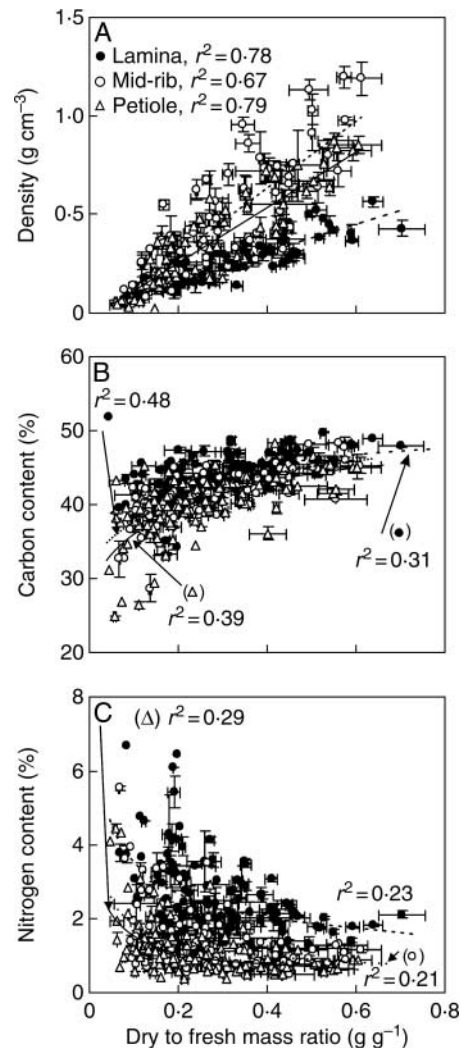 A
● Lamina, r² = 0·78
○ Mid-rib, r² = 0·67
△ Petiole, r² = 0·79
1·5
1·0
0·5
0
Density (g cm⁻³)
B
60
50
40
30
20
r² = 0·48
(●)
r² = 0·31
(△)
r² = 0·39
Carbon content (%)
C
(△) r² = 0·29
8
6
4
2
0
r² = 0·23
(○)
r² = 0·21
Nitrogen content (%)
0 0·2 0·4 0·6 0·8
Dry to fresh mass ratio (g g⁻¹)